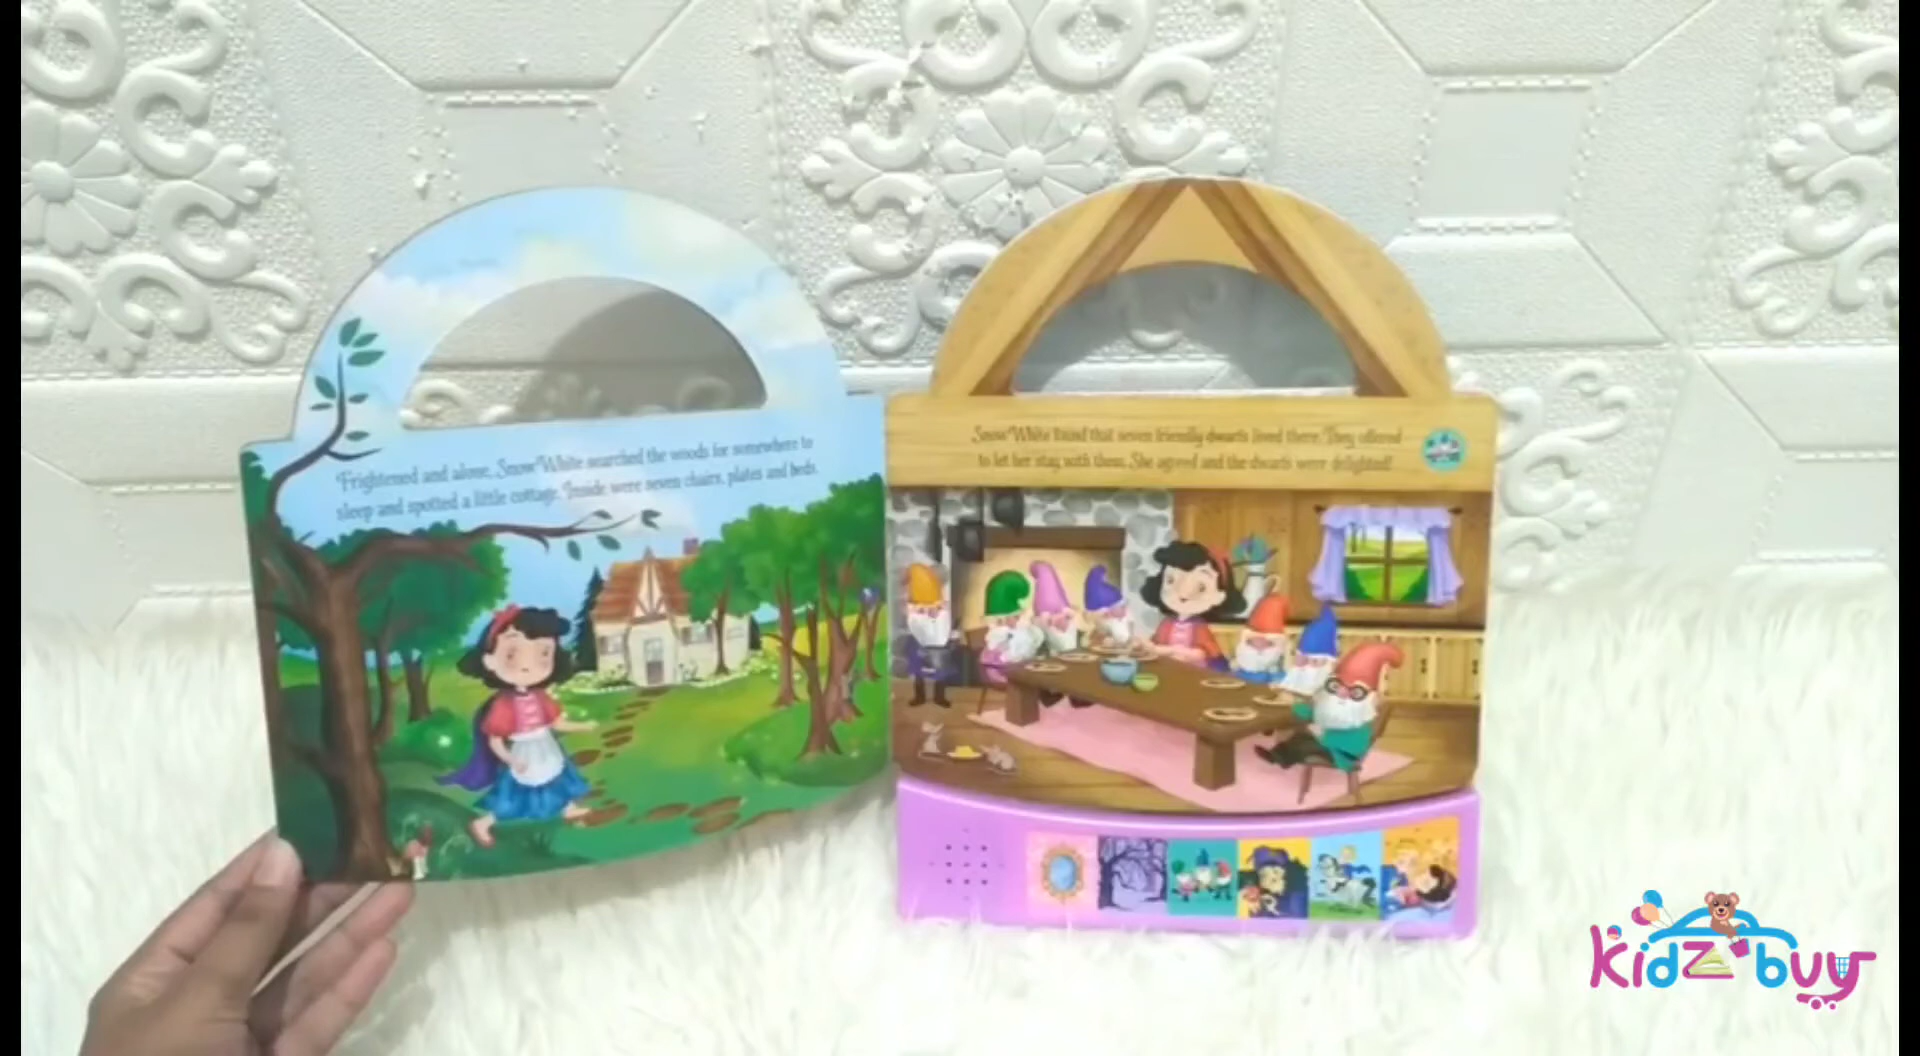 Frightened and alone, Snow White searched the woods for somewhere to
sleep and spotted a little cottage. Inside were seven chairs, plates and beds.
Snow White found that seven friendly dwarfs lived there. They offered
to let her stay with them. She agreed and the dwarfs were delighted!
kidz buy